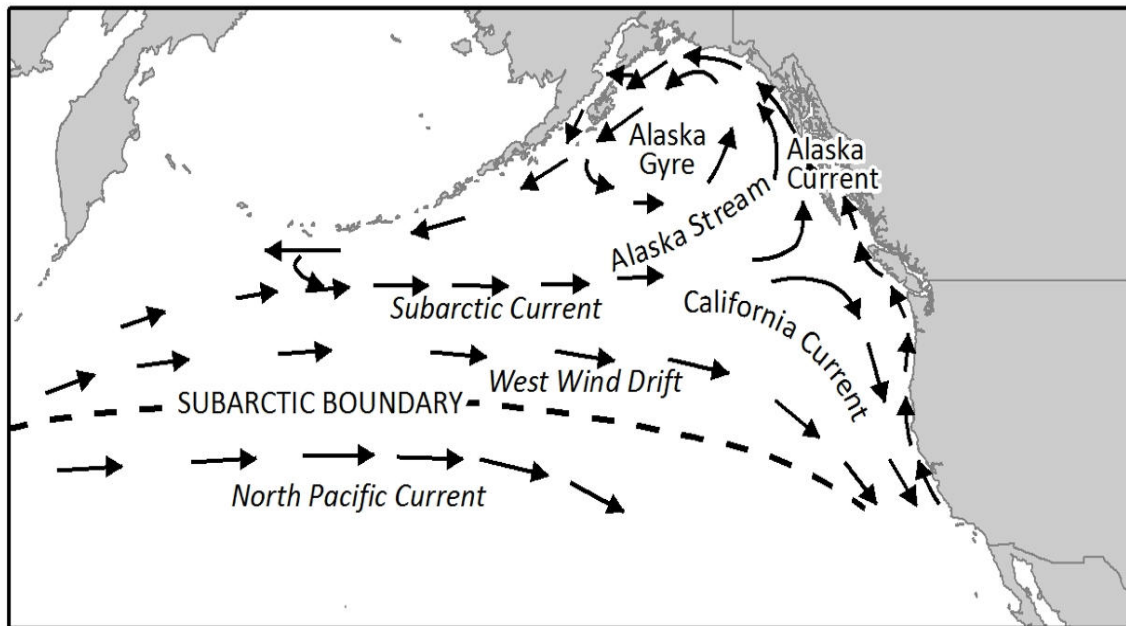 Alaska
Gyre
Alaska
Current
Alaska Stream
Subarctic Current
California Current
West Wind Drift
SUBARCTIC BOUNDARY
North Pacific Current